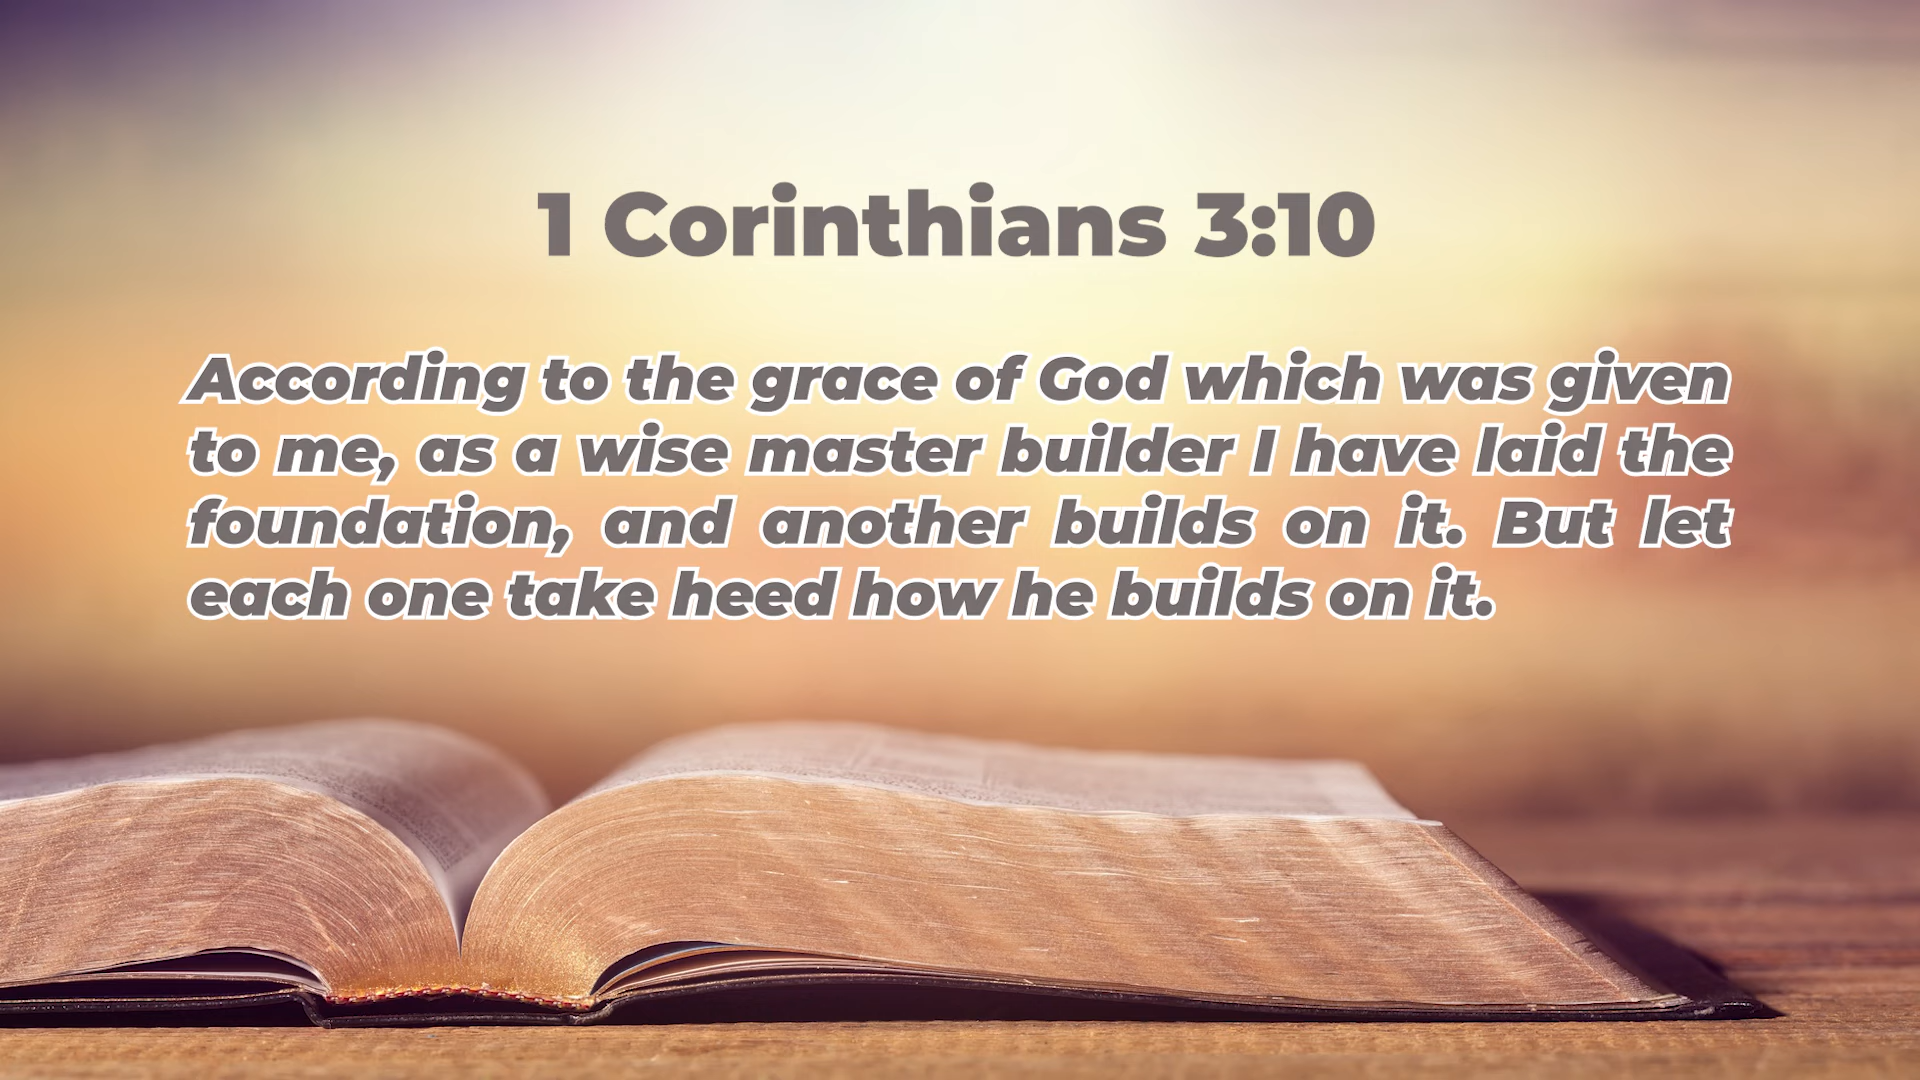 1 Corinthians 3:10
According to the grace of God which was given
to me, as a wise master builder I have laid the
foundation, and another builds on it. But let
each one take heed how he builds on it.